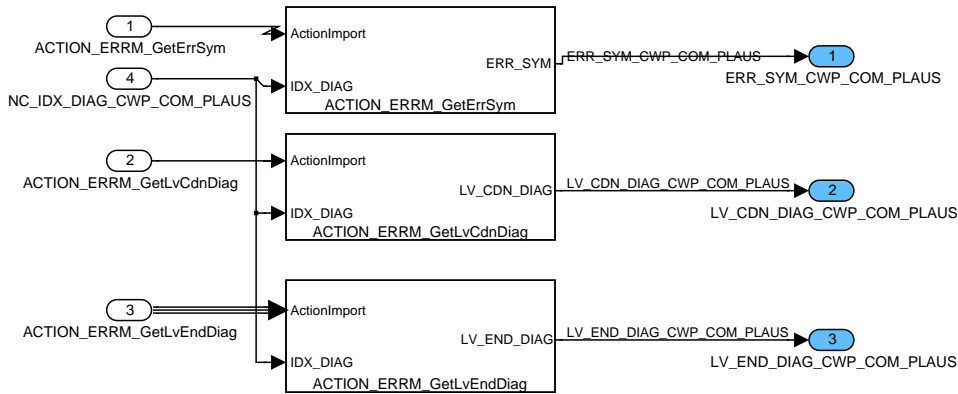 1
ACTION_ERRM_GetErrSym
4
NC_IDX_DIAG_CWP_COM_PLAUS
ActionImport
IDX_DIAG
ERR_SYM
ACTION_ERRM_GetErrSym
ERR_SYM_CWP_COM_PLAUS
1
ERR_SYM_CWP_COM_PLAUS
2
ACTION_ERRM_GetLvCdnDiag
ActionImport
IDX_DIAG
LV_CDN_DIAG
ACTION_ERRM_GetLvCdnDiag
LV_CDN_DIAG_CWP_COM_PLAUS
2
LV_CDN_DIAG_CWP_COM_PLAUS
3
ACTION_ERRM_GetLvEndDiag
ActionImport
IDX_DIAG
LV_END_DIAG
ACTION_ERRM_GetLvEndDiag
LV_END_DIAG_CWP_COM_PLAUS
3
LV_END_DIAG_CWP_COM_PLAUS